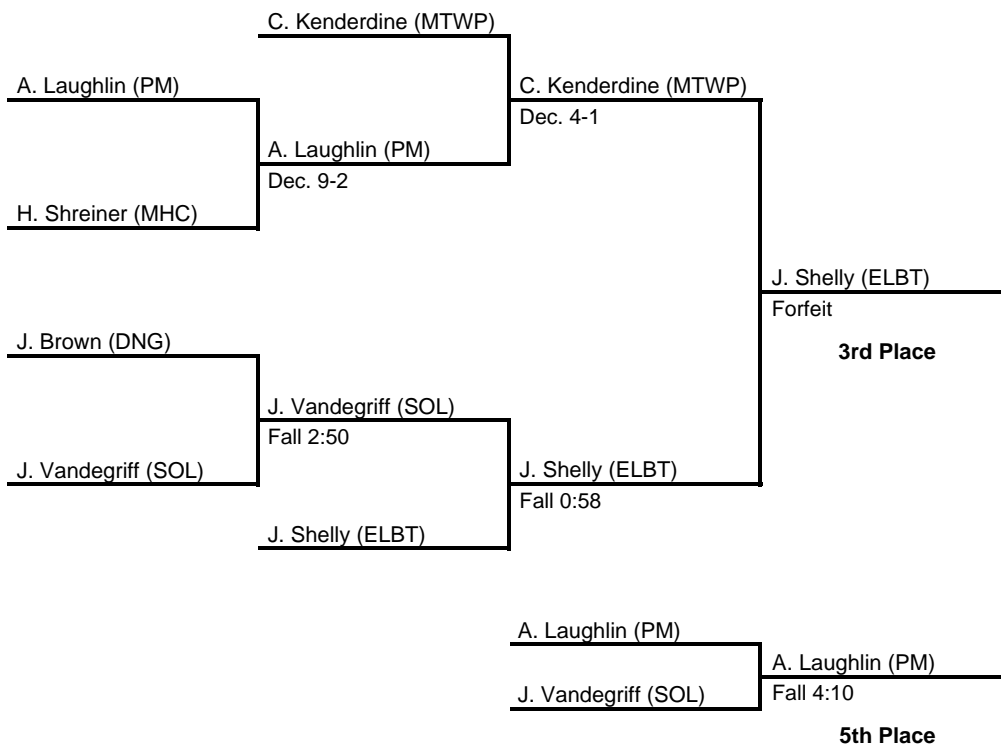 C. Kenderdine (MTWP)
A. Laughlin (PM)
C. Kenderdine (MTWP)
Dec. 4-1
A. Laughlin (PM)
Dec. 9-2
H. Shreiner (MHC)
J. Shelly (ELBT)
Forfeit
3rd Place
J. Brown (DNG)
J. Vandegriff (SOL)
Fall 2:50
J. Vandegriff (SOL)
J. Shelly (ELBT)
Fall 0:58
J. Shelly (ELBT)
A. Laughlin (PM)
A. Laughlin (PM)
Fall 4:10
J. Vandegriff (SOL)
5th Place